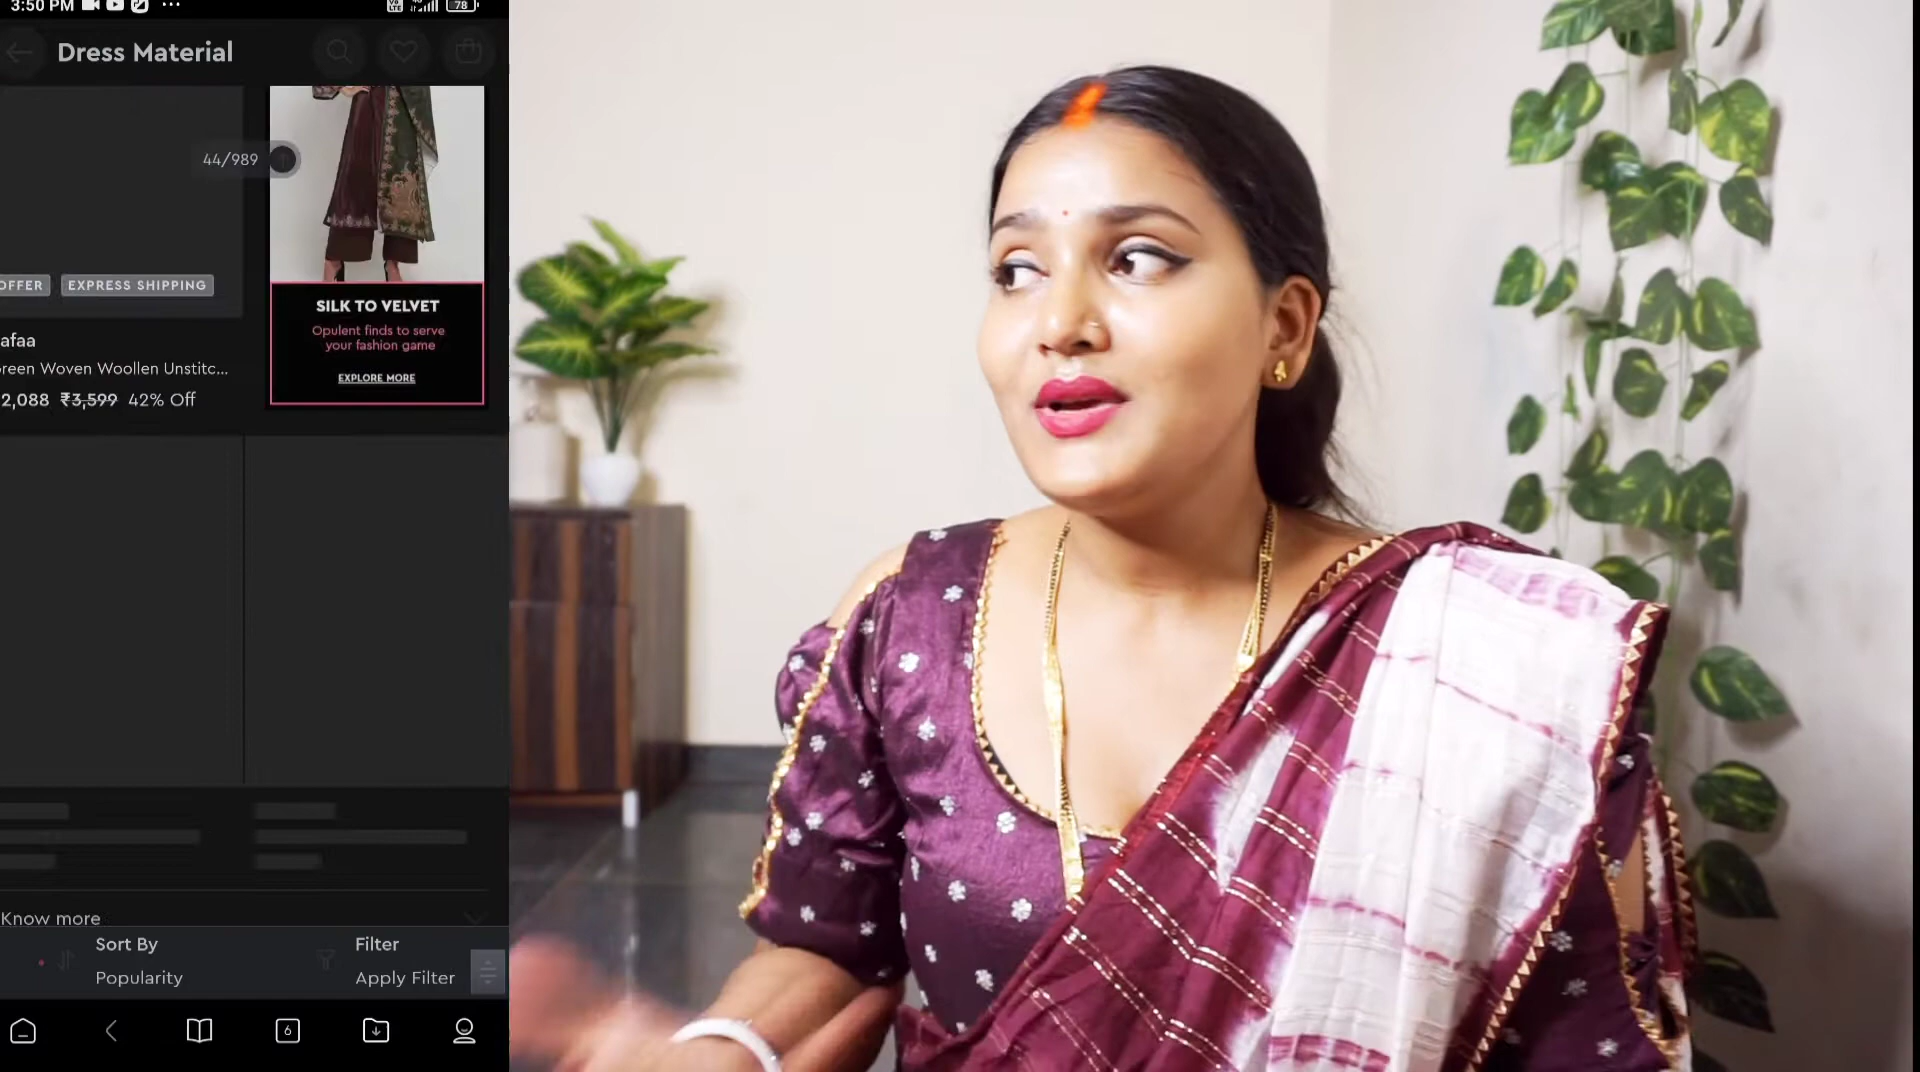 3:50 PM
78
Dress Material
44/989
OFFER
EXPRESS SHIPPING
SILK TO VELVET
Opulent finds to serve
your fashion game
EXPLORE MORE
afaa
reen Woven Woollen Unstitc...
2,088 ₹3,599 42% Off
Know more
Sort By
Popularity
Filter
Apply Filter
6